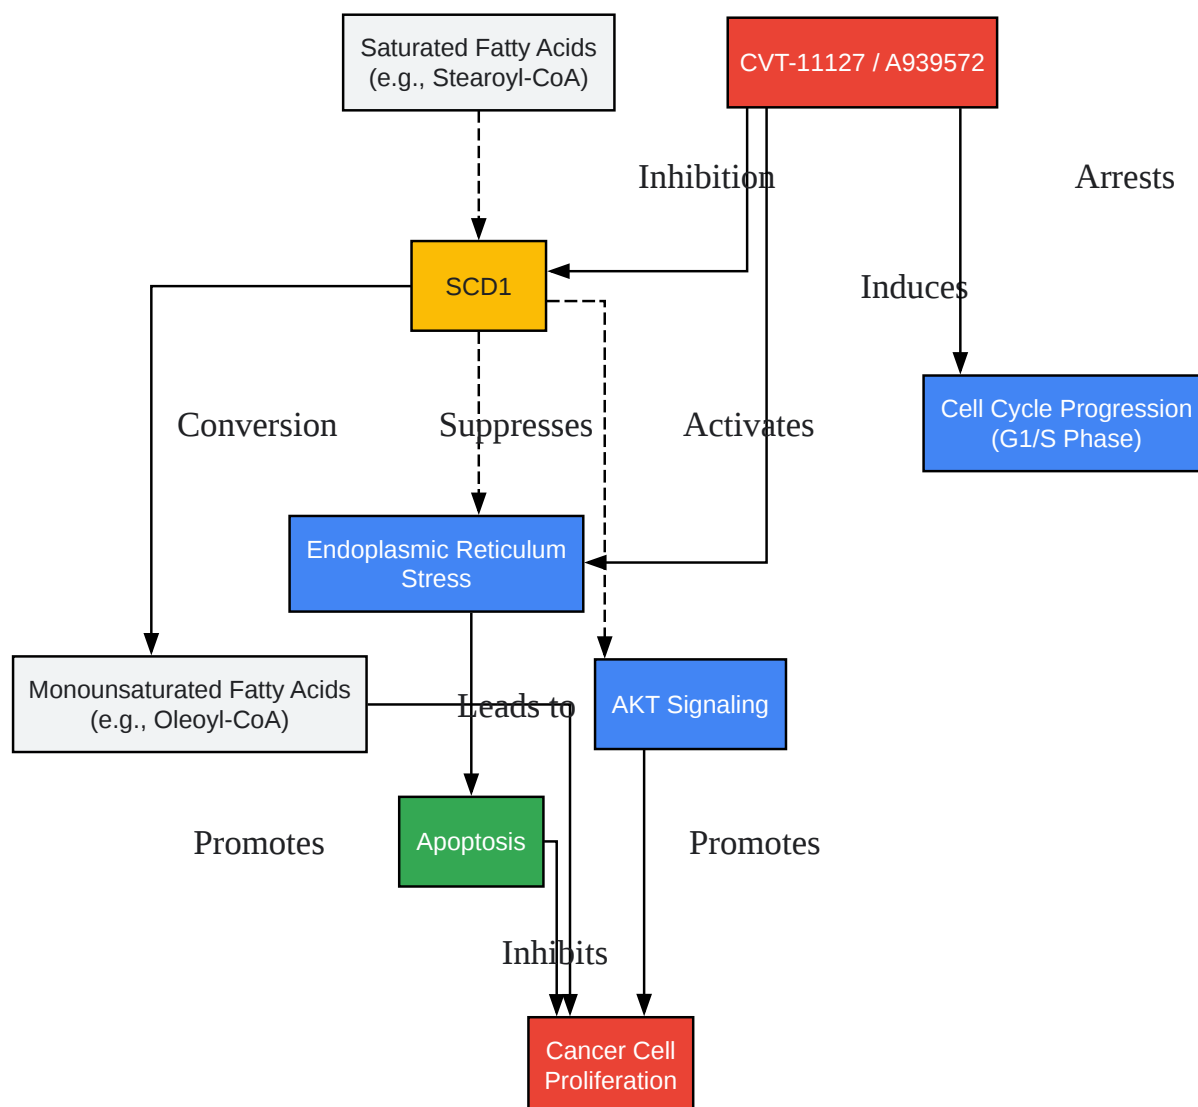 Saturated Fatty Acids
(e.g., Stearoyl-CoA)
CVT-11127 / A939572
Inhibition
Arrests
SCD1
Induces
Cell Cycle Progression
(G1/S Phase)
Conversion
Suppresses
Activates
Endoplasmic Reticulum
Stress
Monounsaturated Fatty Acids
(e.g., Oleoyl-CoA)
Leads to
AKT Signaling
Promotes
Apoptosis
Promotes
Inhibits
Cancer Cell
Proliferation